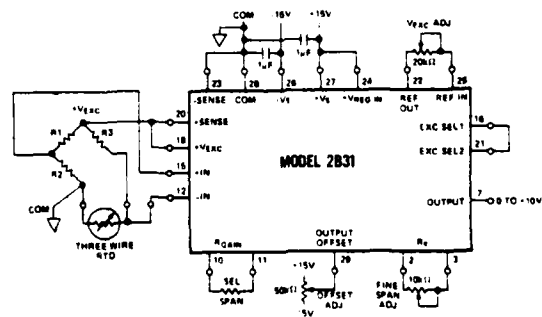 COM
-15V
+15V
1µF
1µF
VEXC ADJ
20kΩ
23
28
26
27
24
22
25
-SENSE
COM
-VS
+VS
+VREG IN
REF OUT
REF IN
+VEXC
R1
R3
R2
COM
THREE WIRE
RTD
20
+SENSE
18
+VEXC
15
+IN
12
-IN
MODEL 2B31
EXC SEL1
16
EXC SEL2
21
OUTPUT
7
0 TO +10V
RGAIN
10
11
SEL
SPAN
OUTPUT
OFFSET
29
+15V
50kΩ
OFFSET
ADJ
15V
2
3
FINE
SPAN
ADJ
10kΩ